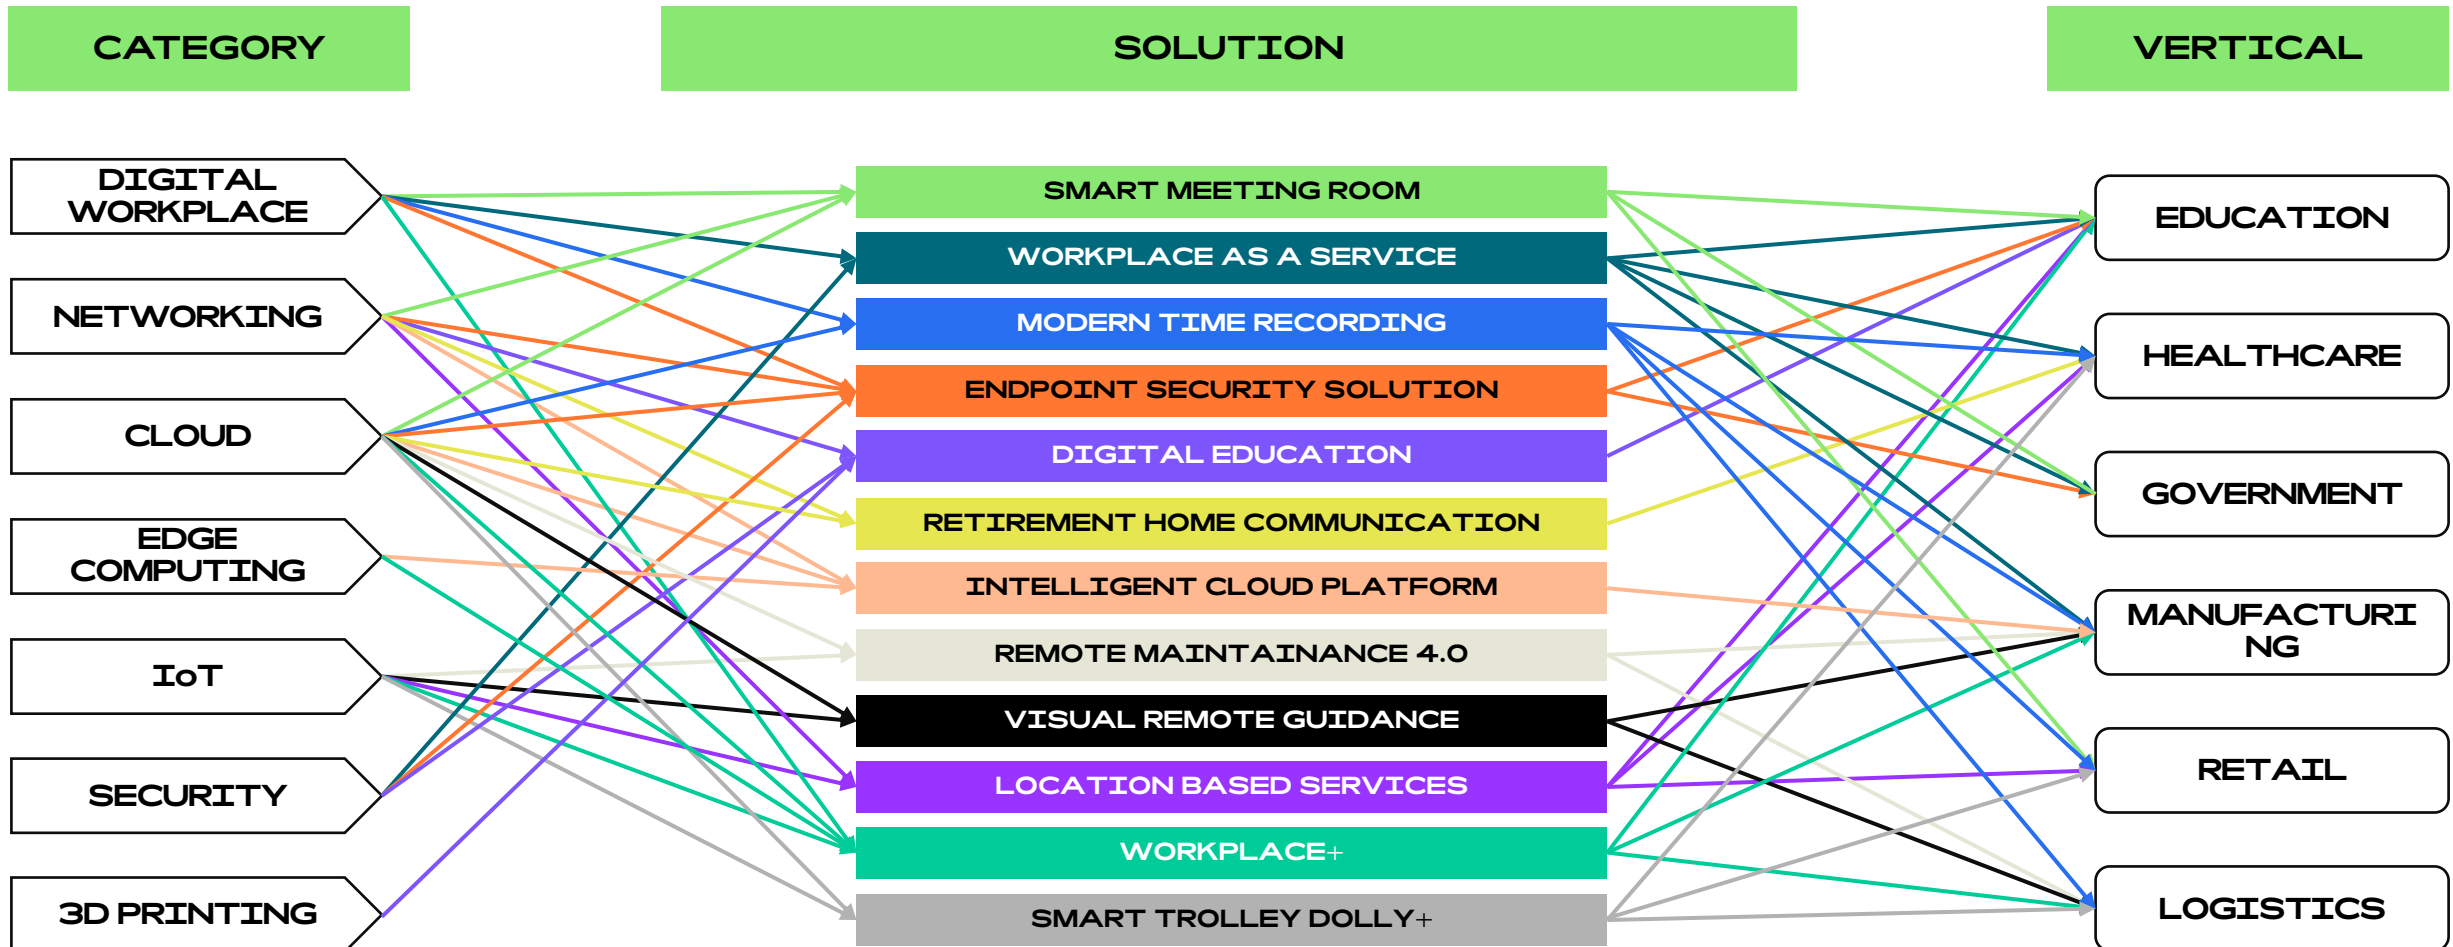 CATEGORY
SOLUTION
VERTICAL
DIGITAL
WORKPLACE
NETWORKING
CLOUD
EDGE
COMPUTING
IoT
SECURITY
3D PRINTING
SMART MEETING ROOM
WORKPLACE AS A SERVICE
MODERN TIME RECORDING
ENDPOINT SECURITY SOLUTION
DIGITAL EDUCATION
RETIREMENT HOME COMMUNICATION
INTELLIGENT CLOUD PLATFORM
REMOTE MAINTAINANCE 4.0
VISUAL REMOTE GUIDANCE
LOCATION BASED SERVICES
WORKPLACE+
SMART TROLLEY DOLLY+
EDUCATION
HEALTHCARE
GOVERNMENT
MANUFACTURI
NG
RETAIL
LOGISTICS